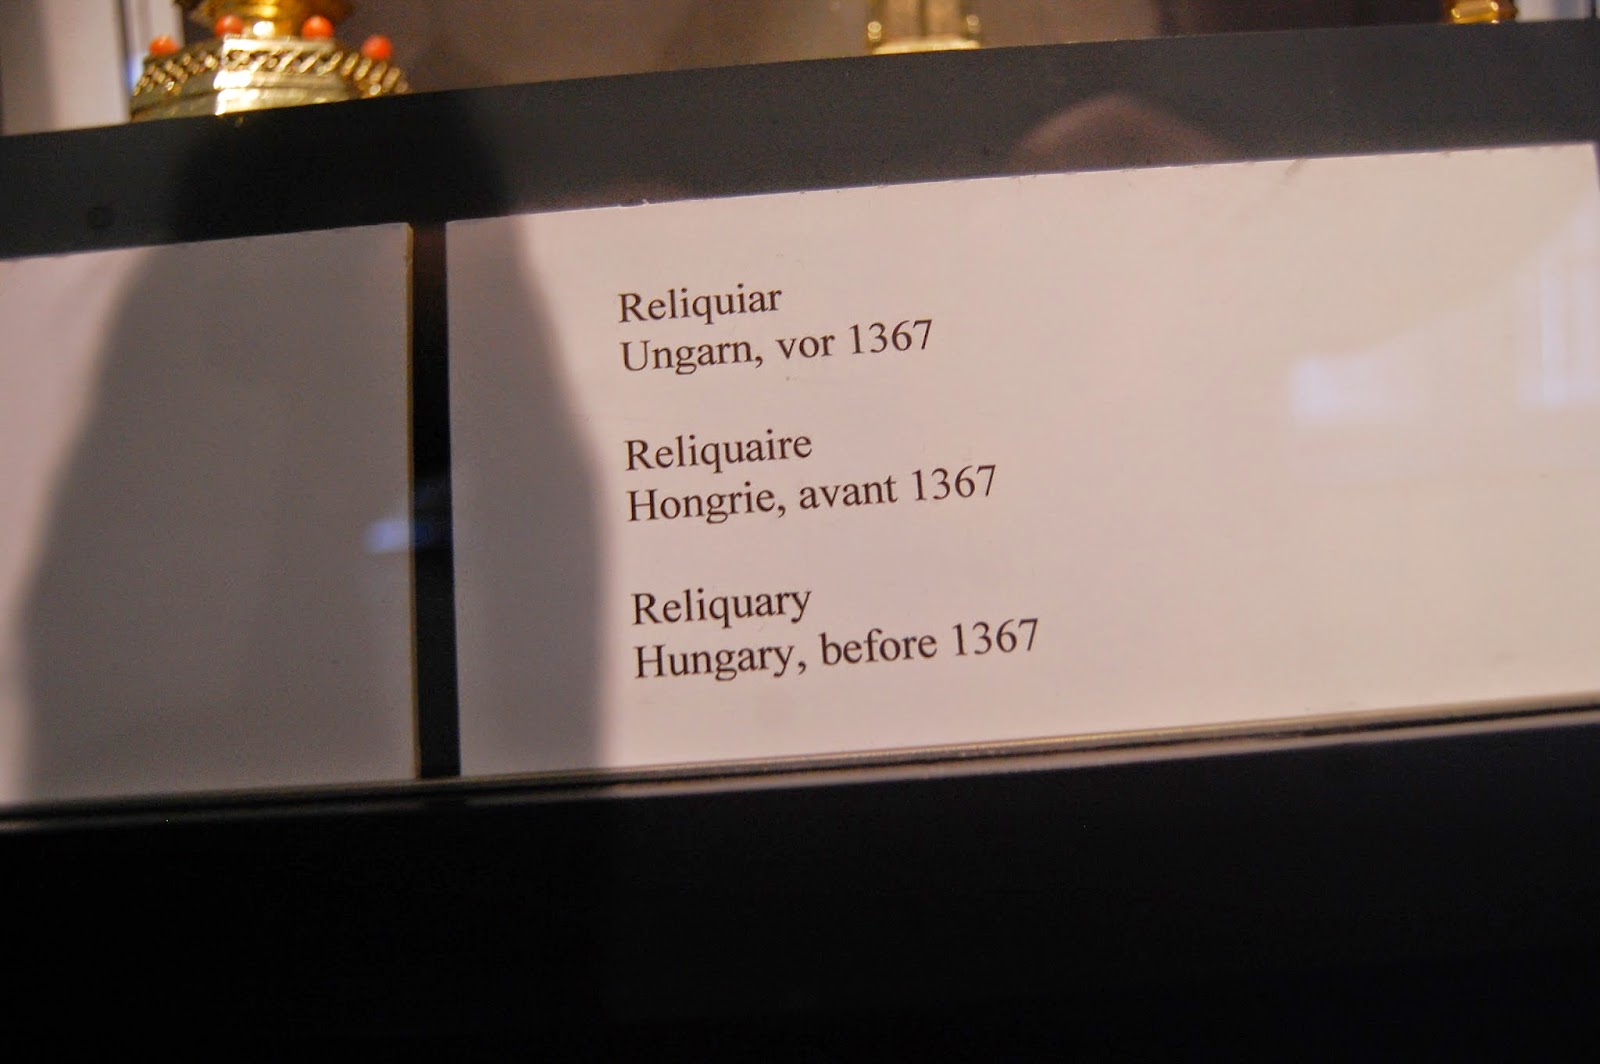 Reliquiar
Ungarn, vor 1367
Reliquaire
Hongrie, avant 1367
Reliquary
Hungary, before 1367